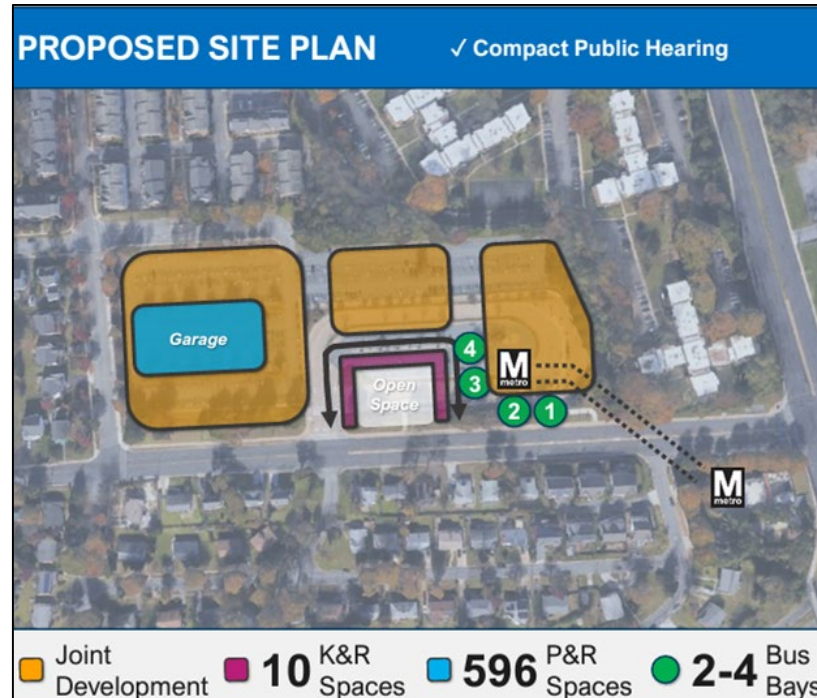 PROPOSED SITE PLAN ✓ Compact Public Hearing
Garage
4
3
Open
Space
M
metro
2 1
M
metro
Joint
Development
10 K&R
Spaces
596 P&R
Spaces
2-4 Bus
Bays